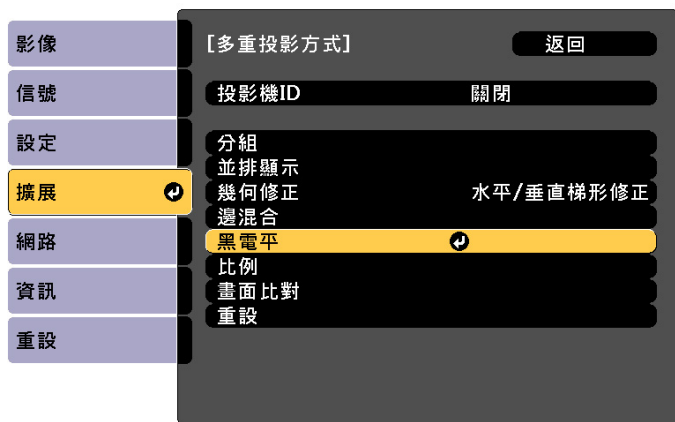 影像
信號
設定
擴展
網路
資訊
重設
[多重投影方式]
返回
投影機ID 關閉
分組
並排顯示
幾何修正 水平/垂直梯形修正
邊混合
黑電平
比例
畫面比對
重設